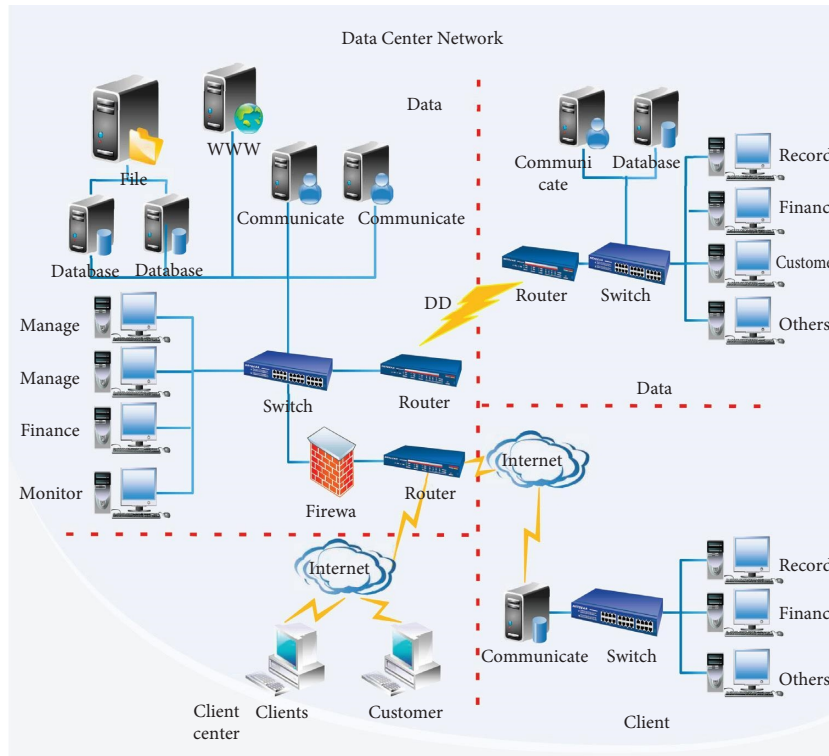 Data Center Network
Data
WWW
File
Communicate
Communicate
Database
Database
Manage
Manage
Finance
Monitor
Switch
Router
Firewa
Router
DD
Communi
cate
Database
Record
Financ
Custome
Others
Router
Switch
Data
Internet
Internet
Clients
Customer
Client
center
Communicate
Switch
Record
Financ
Others
Client